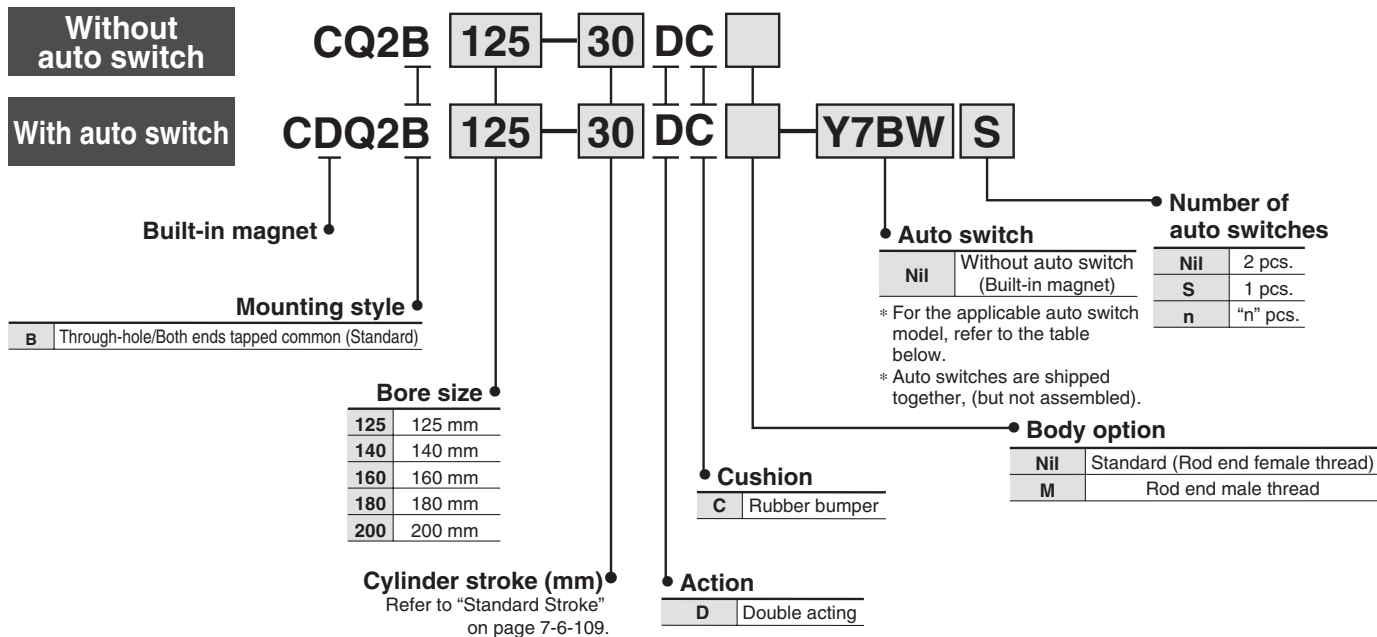 Without
auto switch
CQ2B 125-30 DC
With auto switch
CDQ2B 125-30 DC -Y7BW S
Built-in magnet
Mounting style
B Through-hole/Both ends tapped common (Standard)
Bore size
125 125 mm
140 140 mm
160 160 mm
180 180 mm
200 200 mm
Cylinder stroke (mm)
Refer to “Standard Stroke”
on page 7-6-109.
Action
D Double acting
Cushion
C Rubber bumper
Body option
Nil Standard (Rod end female thread)
M Rod end male thread
Auto switch
Nil Without auto switch
(Built-in magnet)
* For the applicable auto switch
model, refer to the table
below.
* Auto switches are shipped
together, (but not assembled).
Number of
auto switches
Nil 2 pcs.
S 1 pcs.
n “n” pcs.